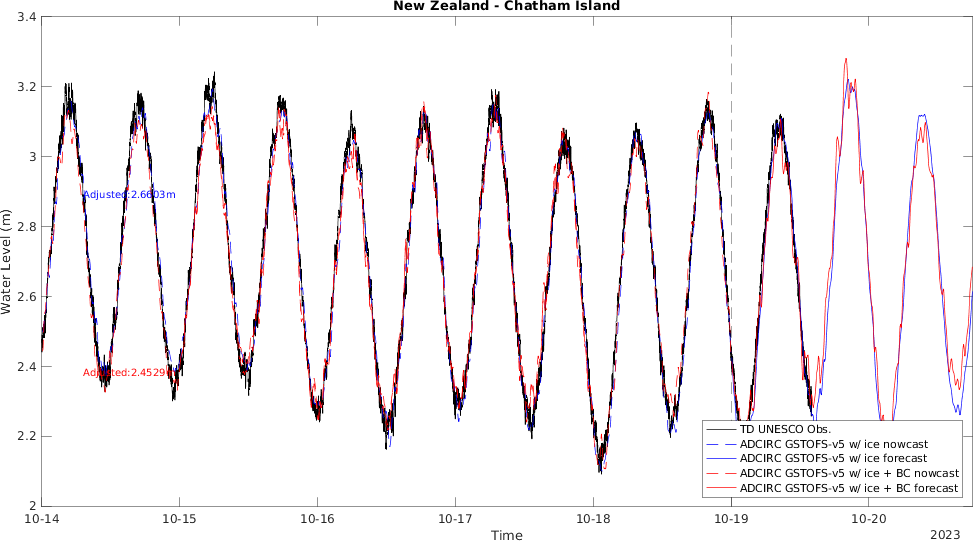 New Zealand - Chatham Island
3.4
3.2
3
2.8
2.6
2.4
2.2
2
Water Level (m)
Adjusted:2.6603m
Adjusted:2.4529
TD UNESCO Obs.
ADCIRC GSTOFS-v5 w/ ice nowcast
ADCIRC GSTOFS-v5 w/ ice forecast
ADCIRC GSTOFS-v5 w/ ice + BC nowcast
ADCIRC GSTOFS-v5 w/ ice + BC forecast
10-14 10-15 10-16 10-17 10-18 10-19 10-20
Time
2023